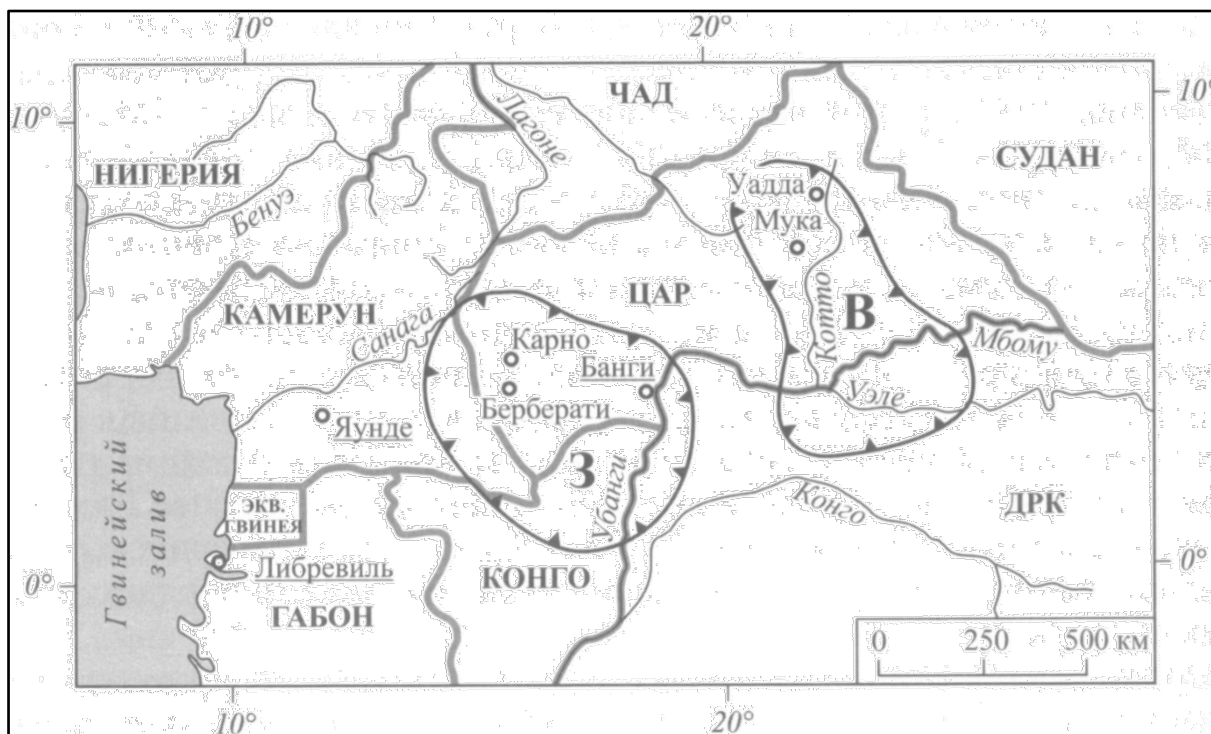 10°
20°
10°
10°
ЧАД
Лагоне
НИГЕРИЯ
СУДАН
Бенуэ
Уадда
Мука
ЦАР
КАМЕРУН
Санага
Котто
В
Мбому
Карно
Банги
Берберати
Уэле
Яунде
З
Убанги
Гвинейский
залив
ЭКВ.
ГВИНЕЯ
Конго
ДРК
0°
0°
Либревиль
КОНГО
ГАБОН
0 250 500 км
10°
20°